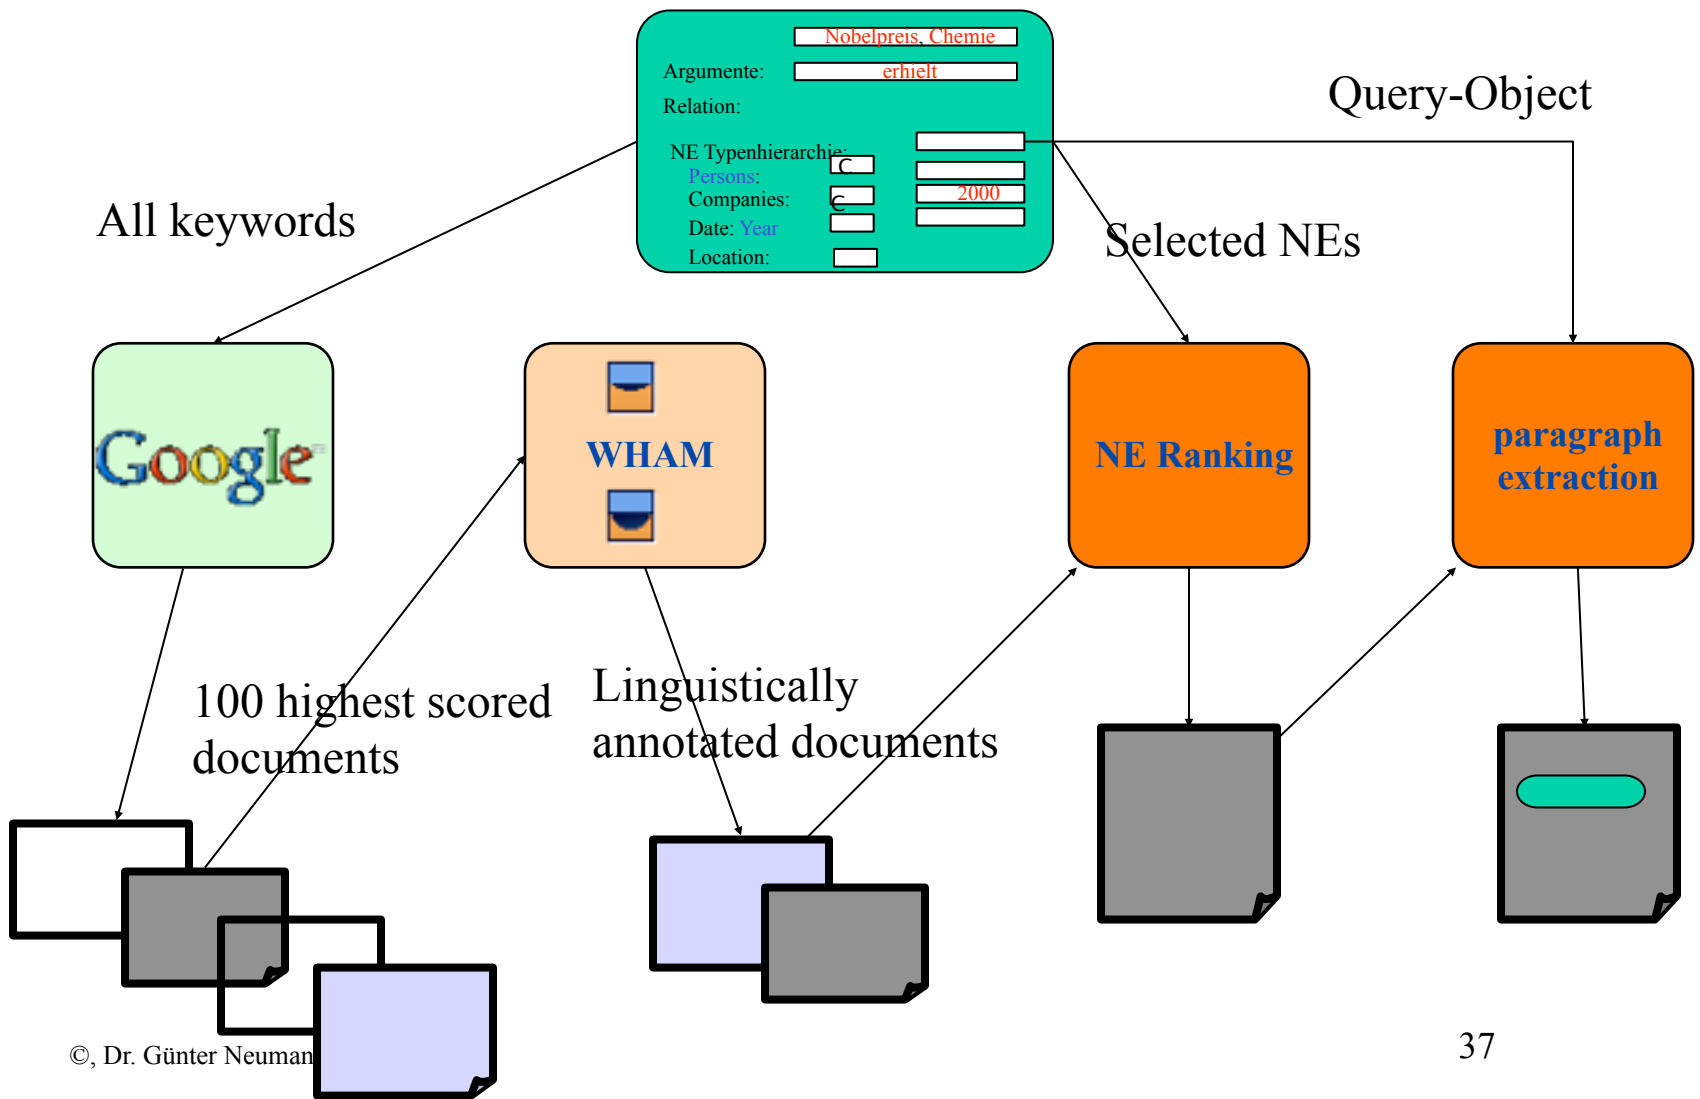 Nobelpreis, Chemie
Argumente: erhielt
Relation:
NE Typenhierarchie:
Persons: C
Companies: C 2000
Date: Year
Location:
Query-Object
All keywords
Selected NEs
Google
WHAM
NE Ranking
paragraph
extraction
100 highest scored
documents
Linguistically
annotated documents
©, Dr. Günter Neuman
37